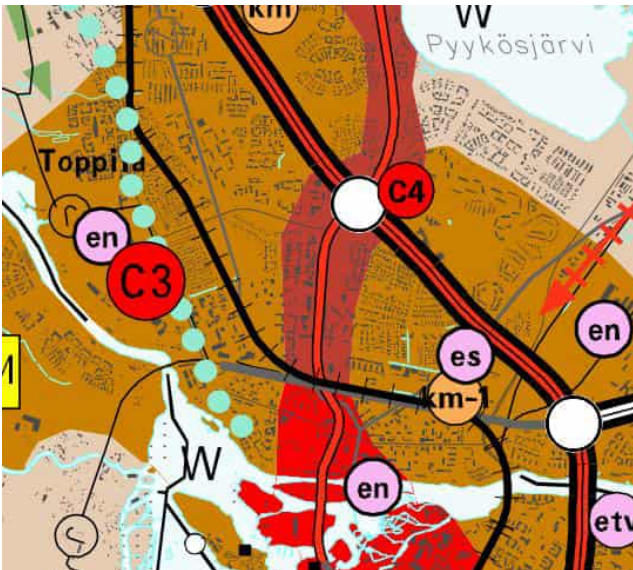 km
W
Pyykösjärvi
Toppila
C4
en
C3
en
es
M
km-1
W
en
etv